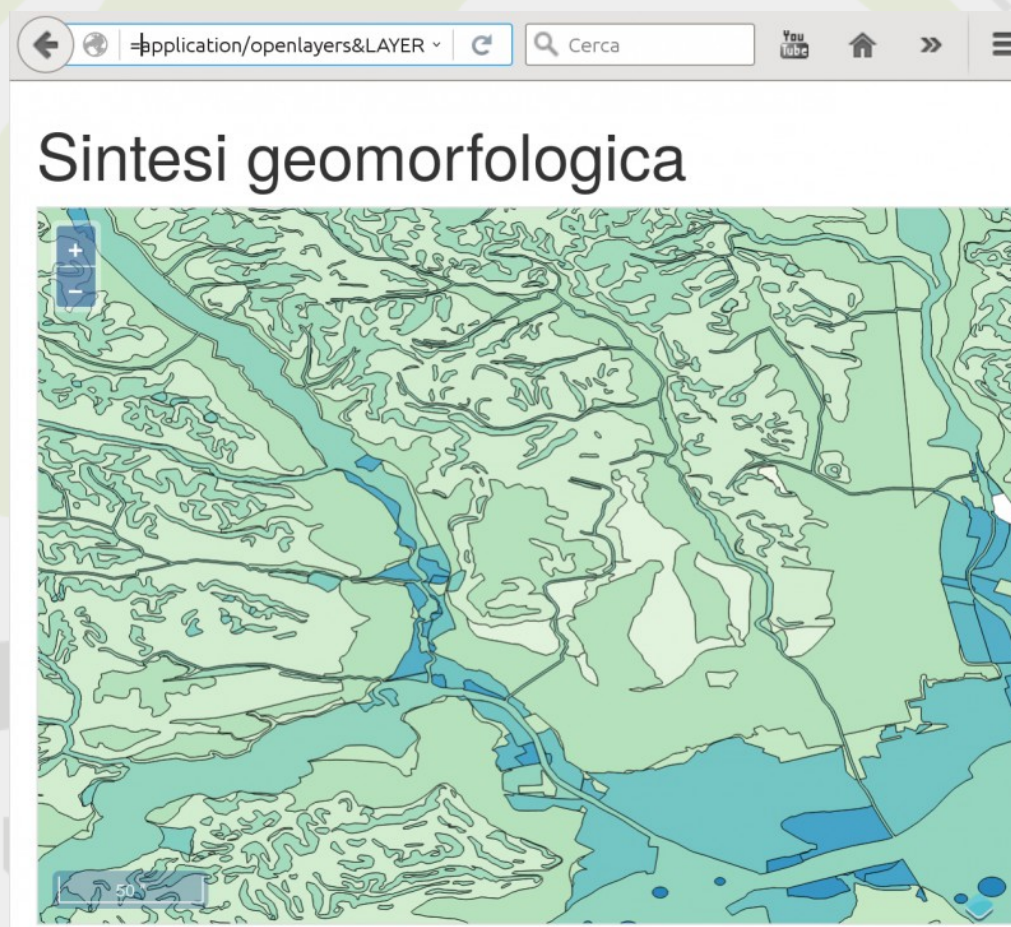 =application/openlayers&LAYER
Cerca
You
Tube
Sintesi geomorfologica
+
−
50 °